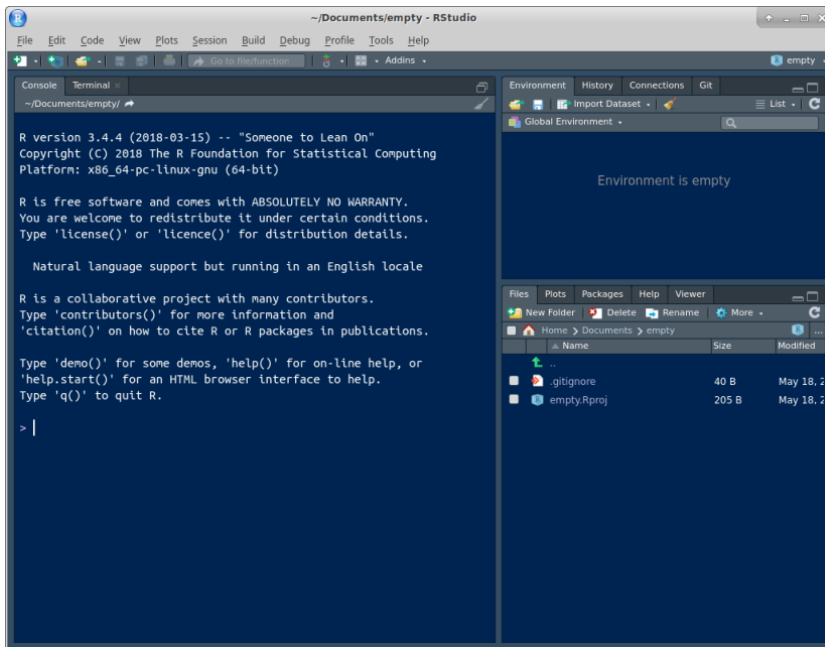 ~/Documents/empty - RStudio
File Edit Code View Plots Session Build Debug Profile Tools Help
Go to file/function Addins empty
Console Terminal
~/Documents/empty/
R version 3.4.4 (2018-03-15) -- "Someone to Lean On"
Copyright (C) 2018 The R Foundation for Statistical Computing
Platform: x86_64-pc-linux-gnu (64-bit)
R is free software and comes with ABSOLUTELY NO WARRANTY.
You are welcome to redistribute it under certain conditions.
Type 'license()' or 'licence()' for distribution details.
Natural language support but running in an English locale
R is a collaborative project with many contributors.
Type 'contributors()' for more information and
'citation()' on how to cite R or R packages in publications.
Type 'demo()' for some demos, 'help()' for on-line help, or
'help.start()' for an HTML browser interface to help.
Type 'q()' to quit R.
>
Environment History Connections Git
Import Dataset List
Global Environment
Environment is empty
Files Plots Packages Help Viewer
New Folder Delete Rename More
Home Documents empty ...
Name Size Modified
..
.gitignore 40 B May 18, 2
empty.Rproj 205 B May 18, 2